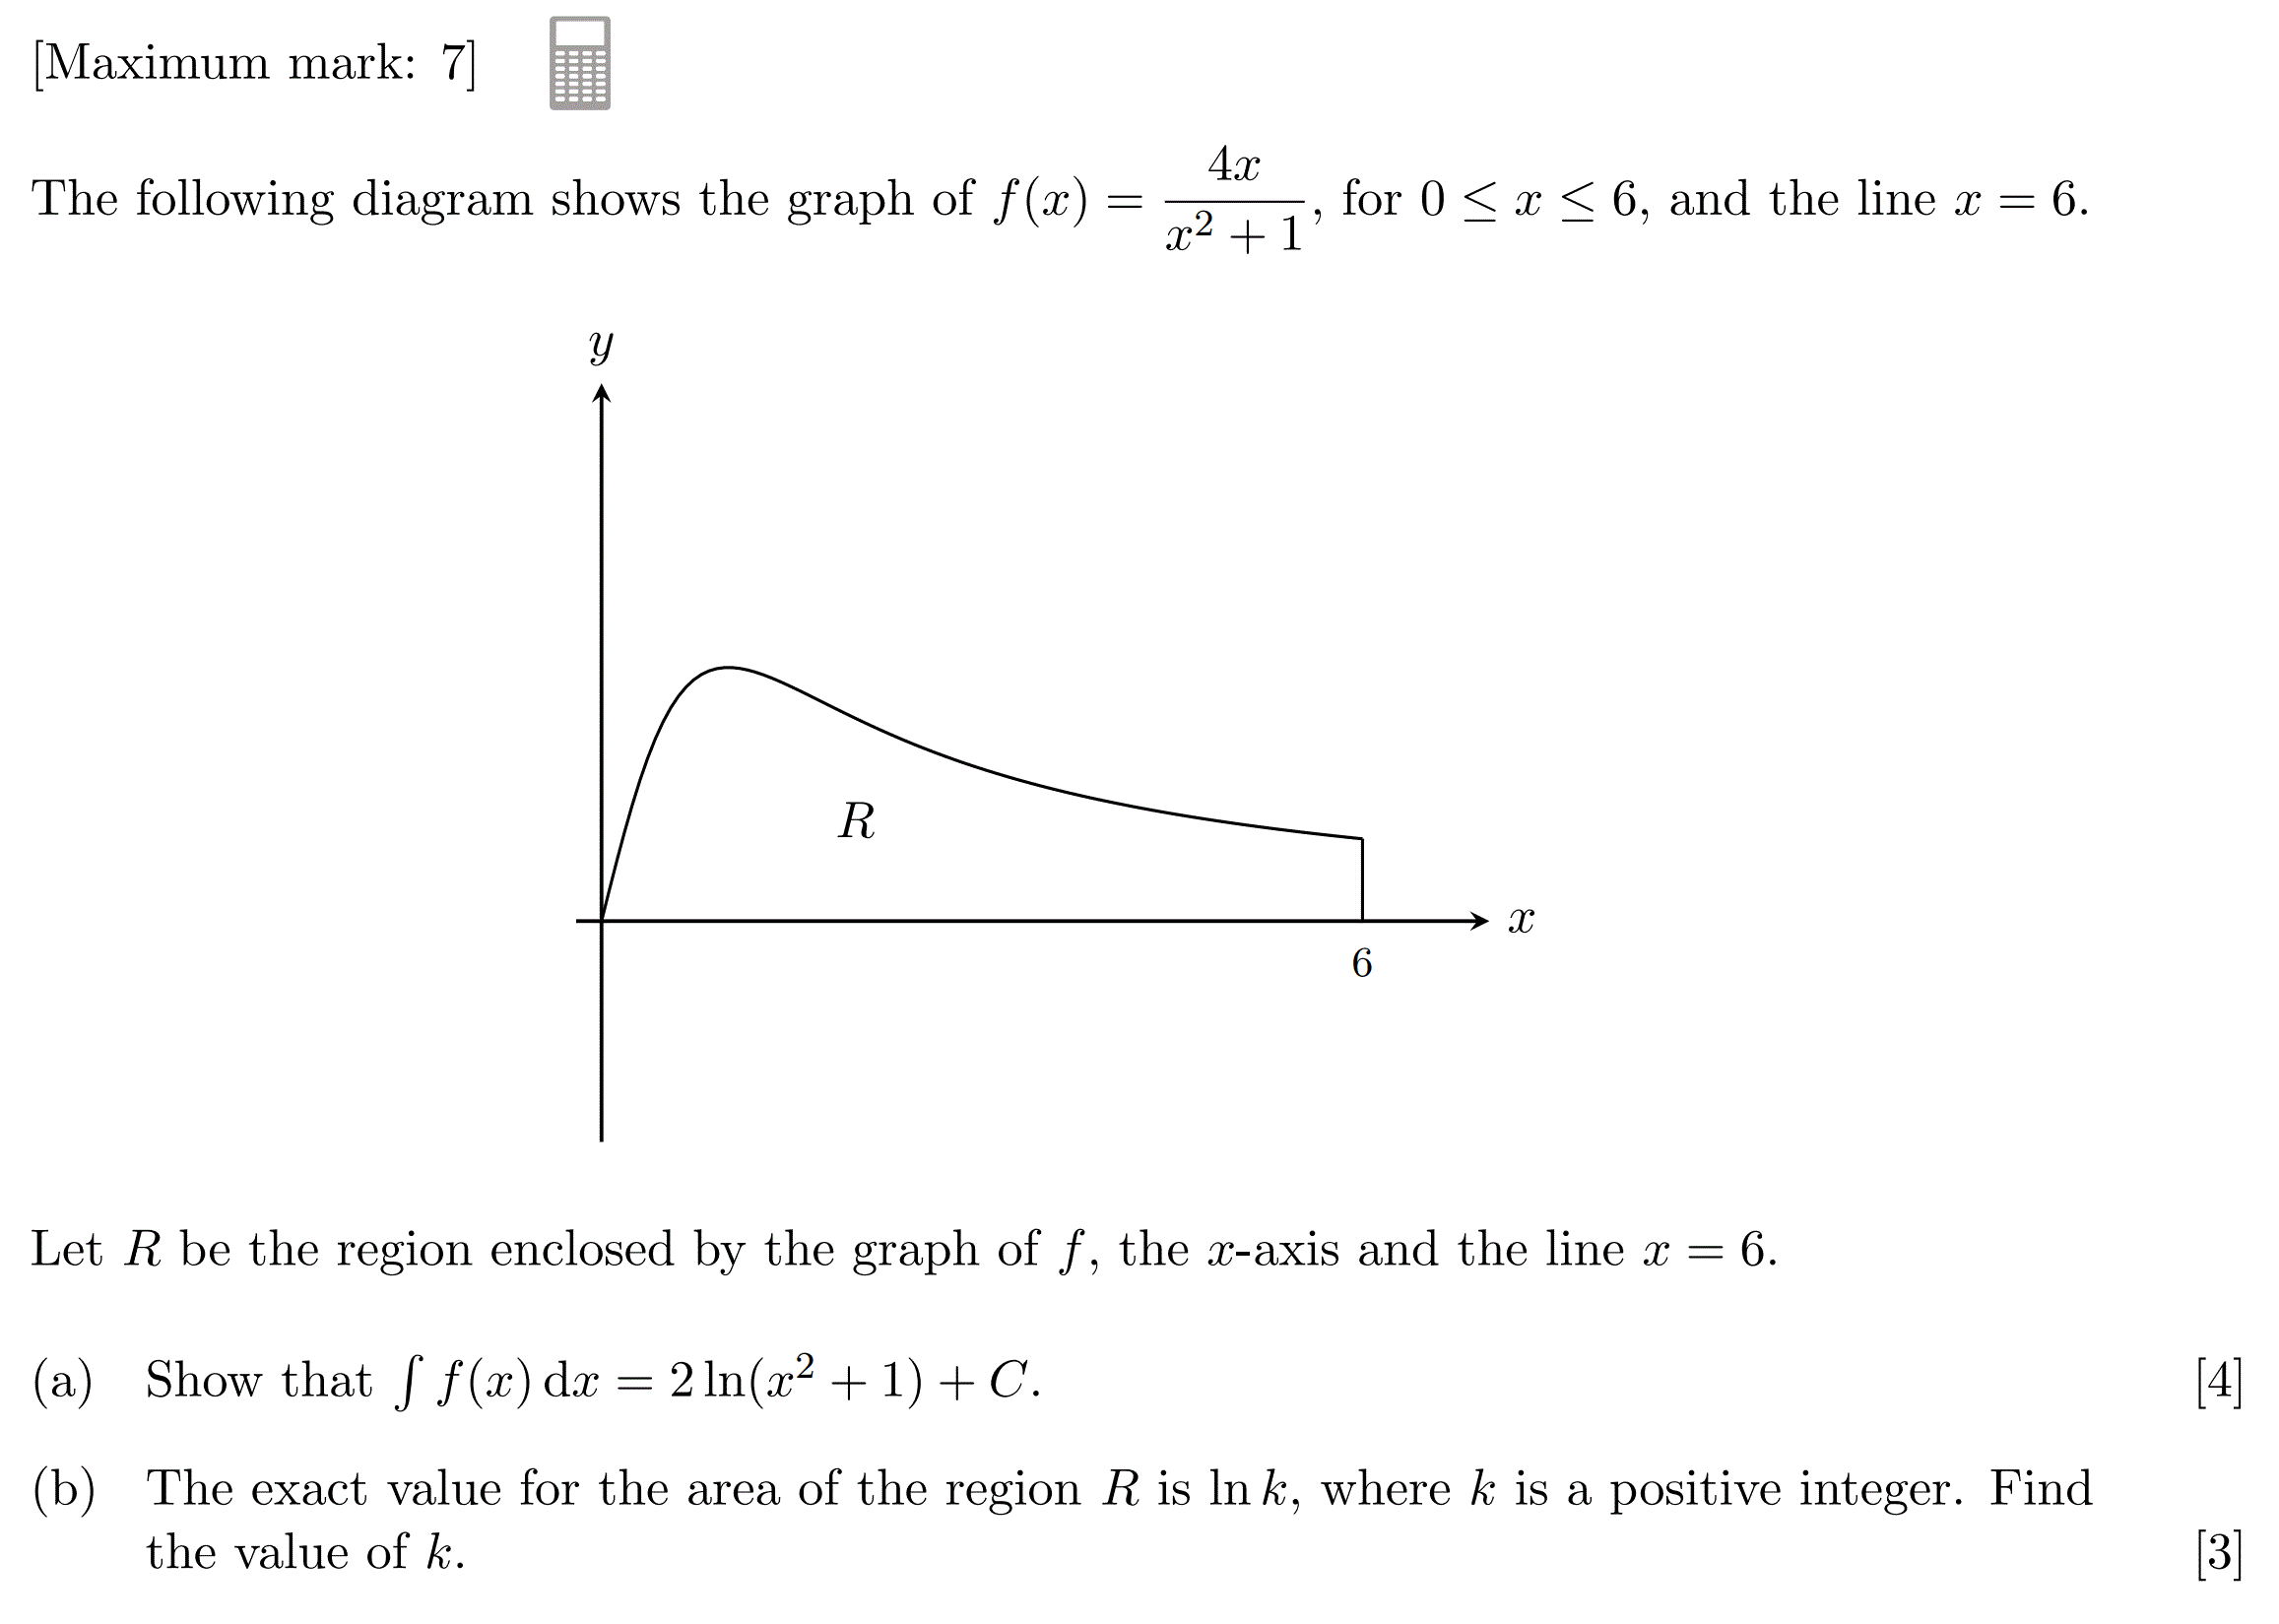 [Maximum mark: 7]
The following diagram shows the graph of f(x) = \frac{4x}{x^2 + 1}, for 0 ≤ x ≤ 6, and the line x = 6.
y
R
x
6
Let R be the region enclosed by the graph of f, the x-axis and the line x = 6.
(a) Show that ∫ f(x) dx = 2 ln(x² + 1) + C. [4]
(b) The exact value for the area of the region R is ln k, where k is a positive integer. Find
the value of k. [3]